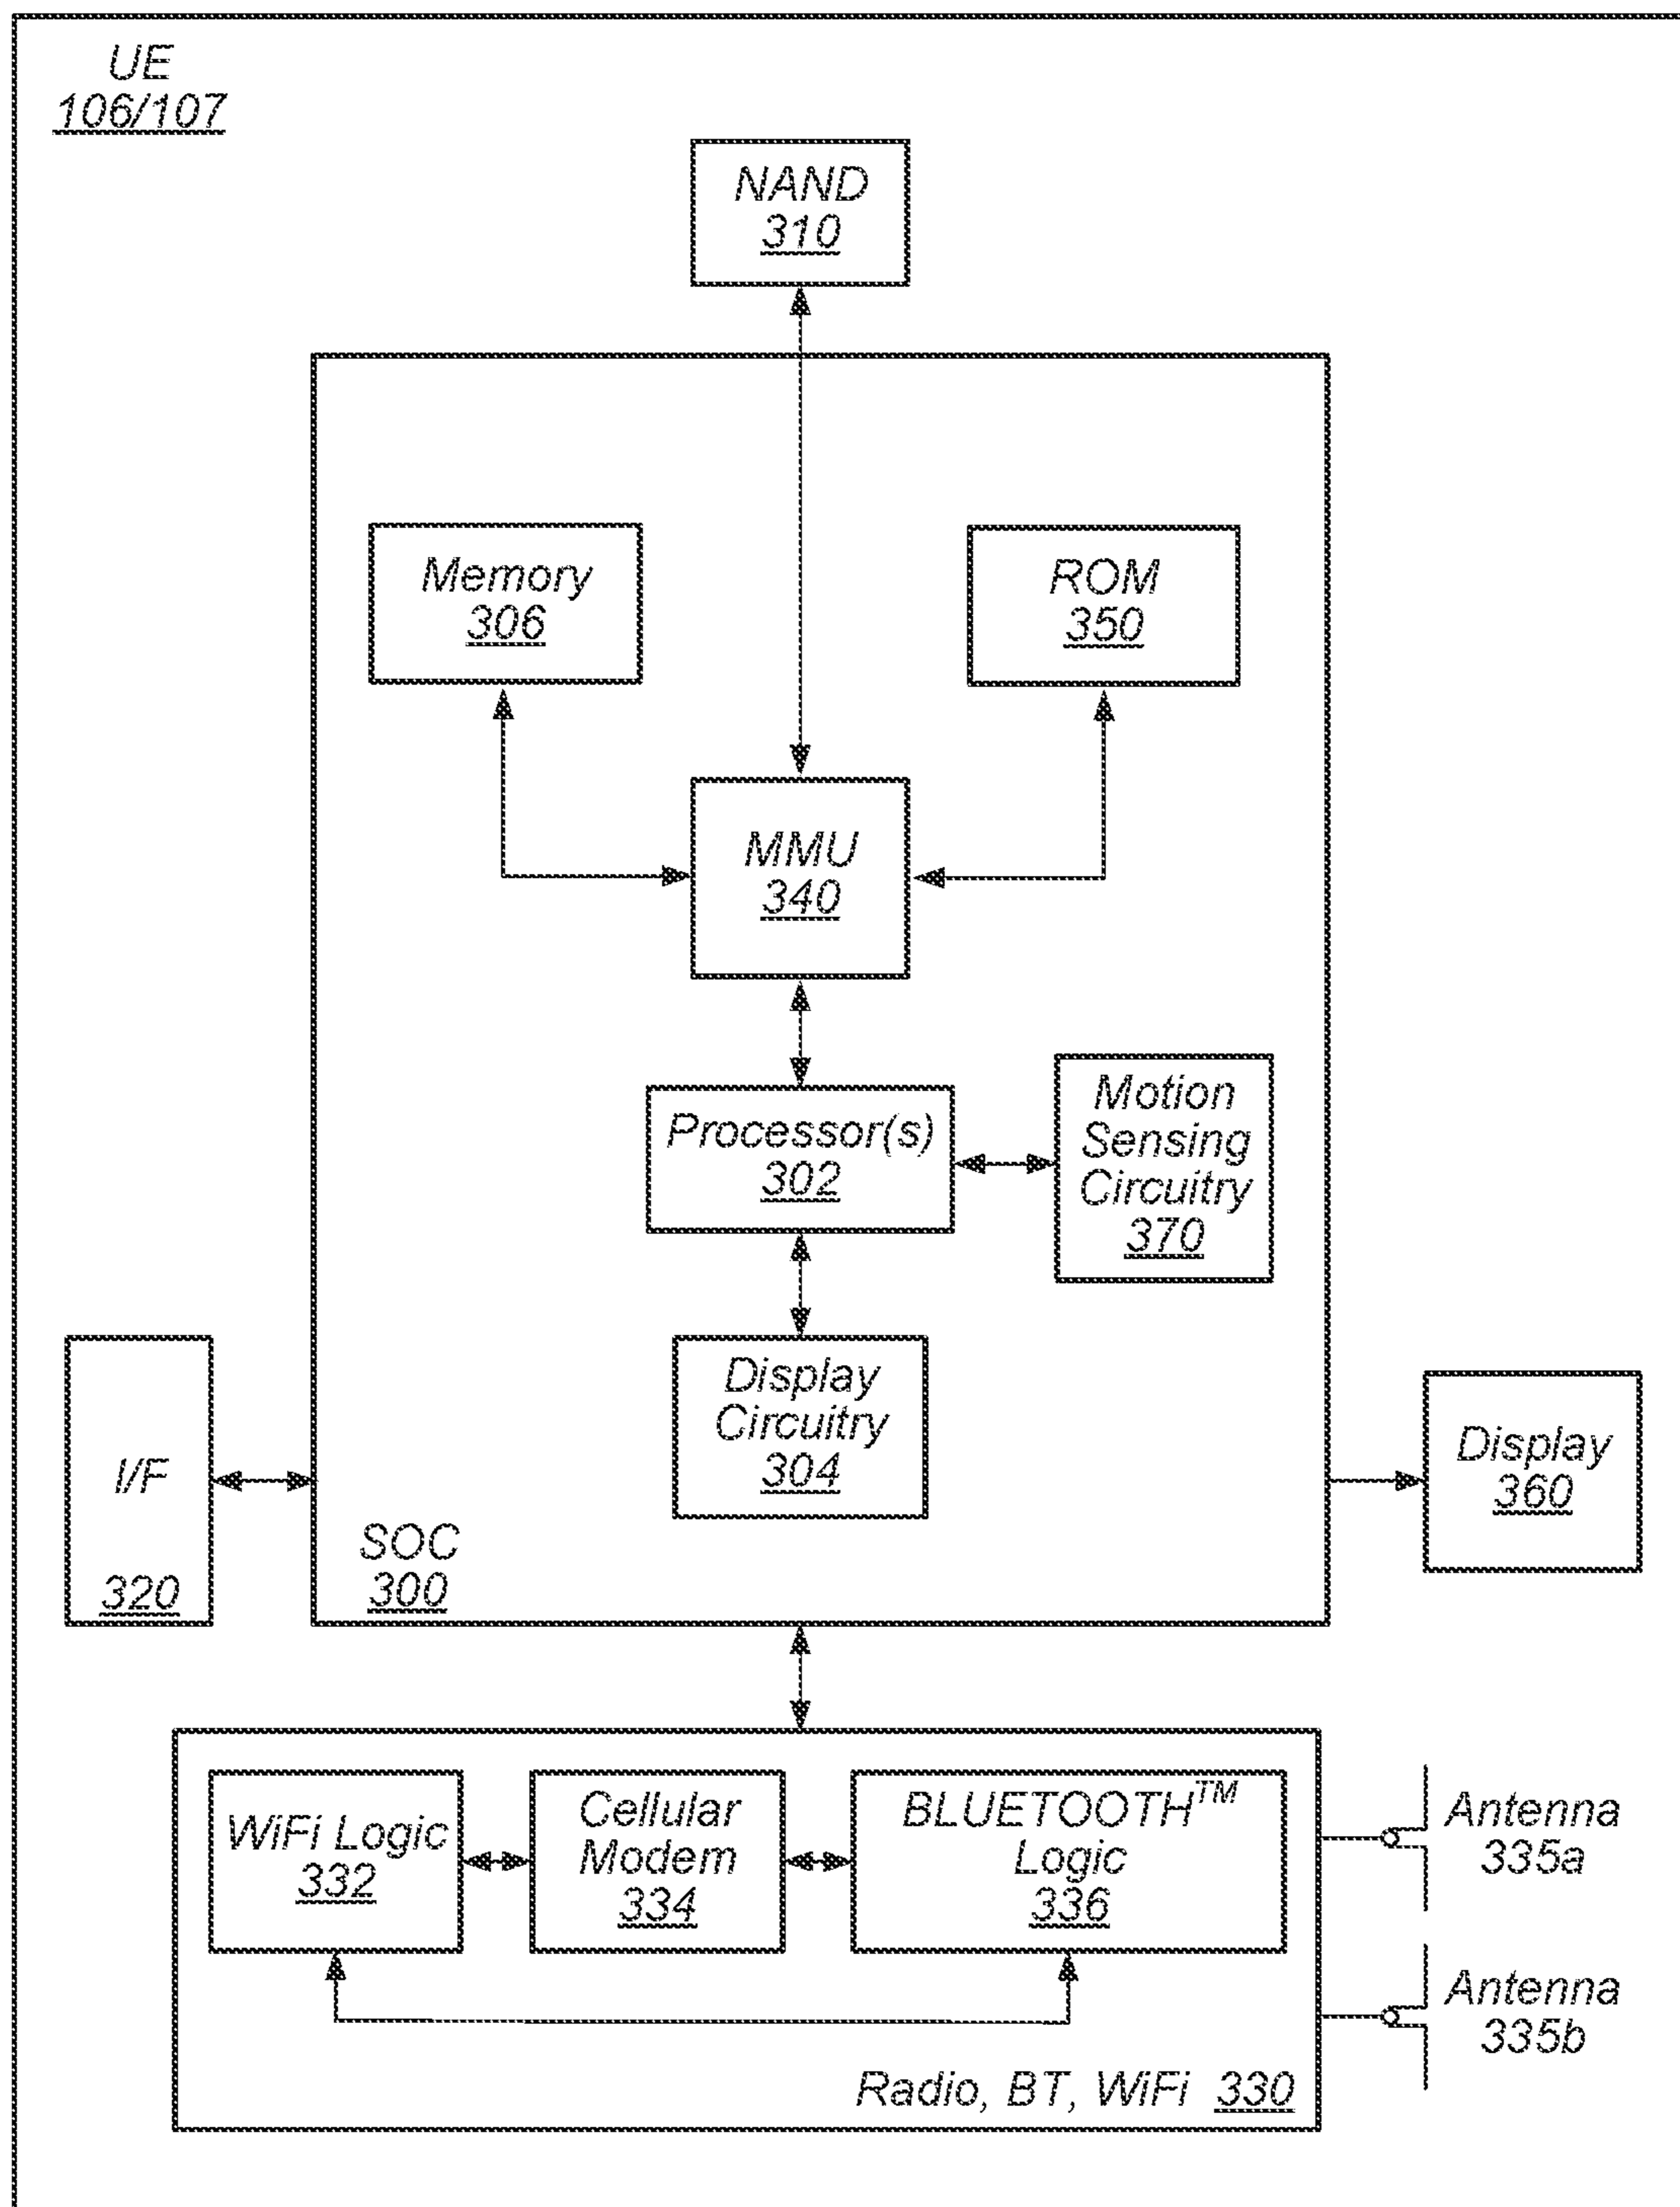 UE
106/107
NAND
310
Memory
306
ROM
350
MMU
340
Processor(s)
302
Motion
Sensing
Circuitry
370
Display
Circuitry
304
I/F
320
SOC
300
Display
360
WiFi Logic
332
Cellular
Modem
334
BLUETOOTH™
Logic
336
Antenna
335a
Antenna
335b
Radio, BT, WiFi 330